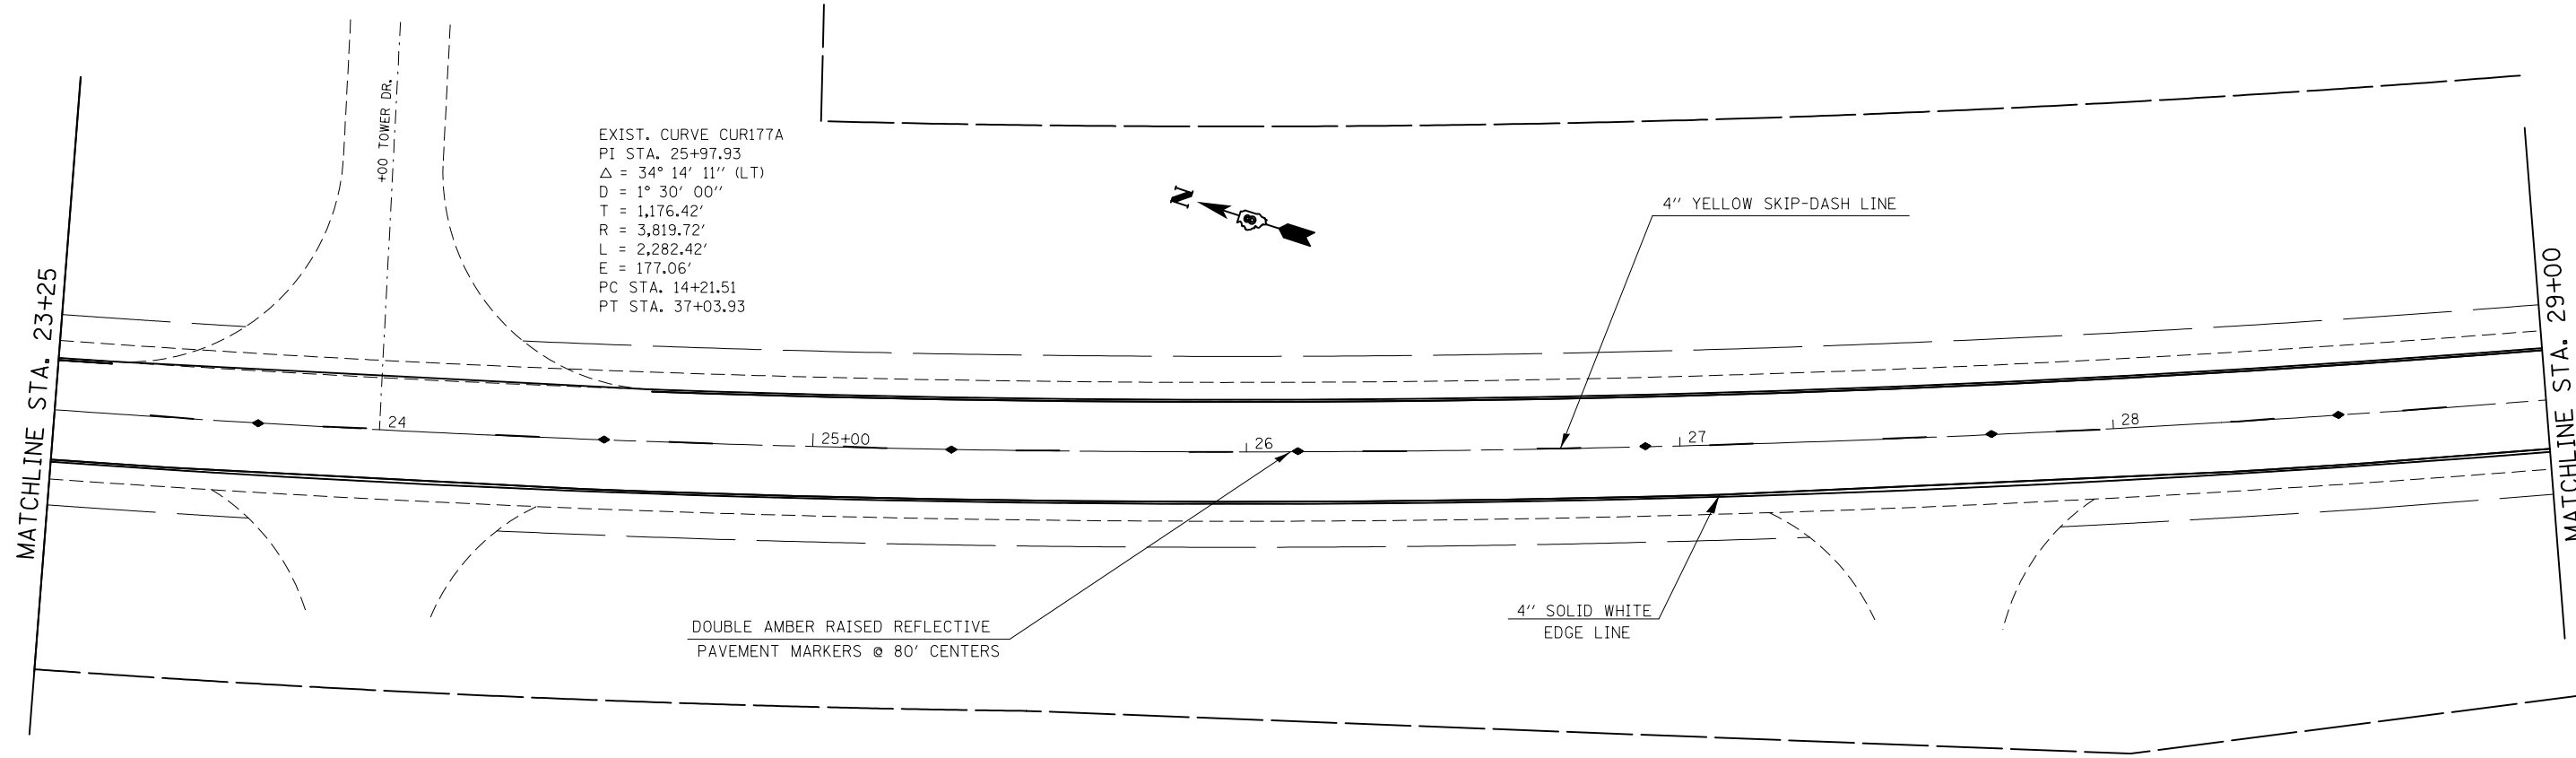 +00 TOWER DR.
EXIST. CURVE CUR177A
PI STA. 25+97.93
△ = 34° 14' 11'' (LT)
D = 1° 30' 00''
T = 1,176.42'
R = 3,819.72'
L = 2,282.42'
E = 177.06'
PC STA. 14+21.51
PT STA. 37+03.93
N
8
4'' YELLOW SKIP-DASH LINE
MATCHLINE STA. 23+25
MATCHLINE STA. 29+00
24
25+00
26
27
28
DOUBLE AMBER RAISED REFLECTIVE
PAVEMENT MARKERS @ 80' CENTERS
4'' SOLID WHITE
EDGE LINE